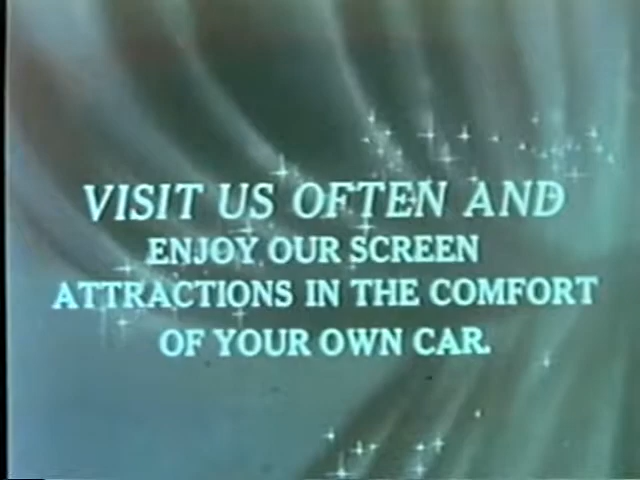 VISIT US OFTEN AND
ENJOY OUR SCREEN
ATTRACTIONS IN THE COMFORT
OF YOUR OWN CAR.